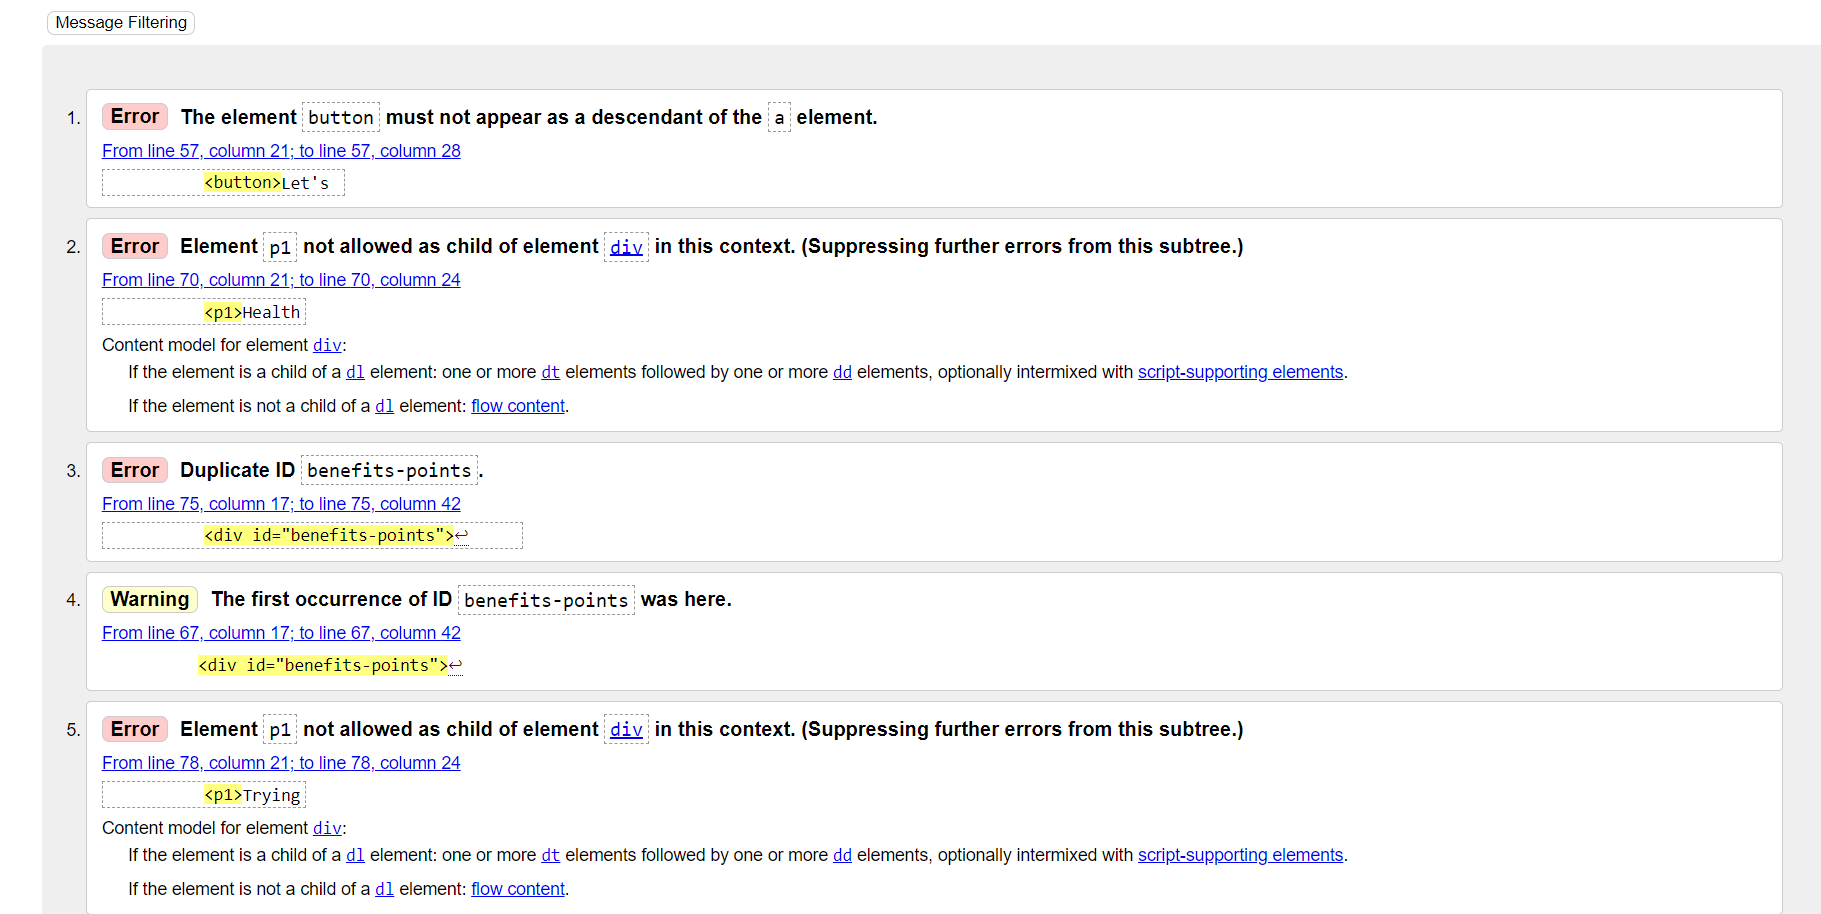 Message Filtering
1. Error The element button must not appear as a descendant of the a element.
From line 57, column 21; to line 57, column 28
<button>Let's
2. Error Element p1 not allowed as child of element div in this context. (Suppressing further errors from this subtree.)
From line 70, column 21; to line 70, column 24
<p1>Health
Content model for element div:
If the element is a child of a dl element: one or more dt elements followed by one or more dd elements, optionally intermixed with script-supporting elements.
If the element is not a child of a dl element: flow content.
3. Error Duplicate ID benefits-points.
From line 75, column 17; to line 75, column 42
<div id="benefits-points">↩
4. Warning The first occurrence of ID benefits-points was here.
From line 67, column 17; to line 67, column 42
<div id="benefits-points">↩
5. Error Element p1 not allowed as child of element div in this context. (Suppressing further errors from this subtree.)
From line 78, column 21; to line 78, column 24
<p1>Trying
Content model for element div:
If the element is a child of a dl element: one or more dt elements followed by one or more dd elements, optionally intermixed with script-supporting elements.
If the element is not a child of a dl element: flow content.